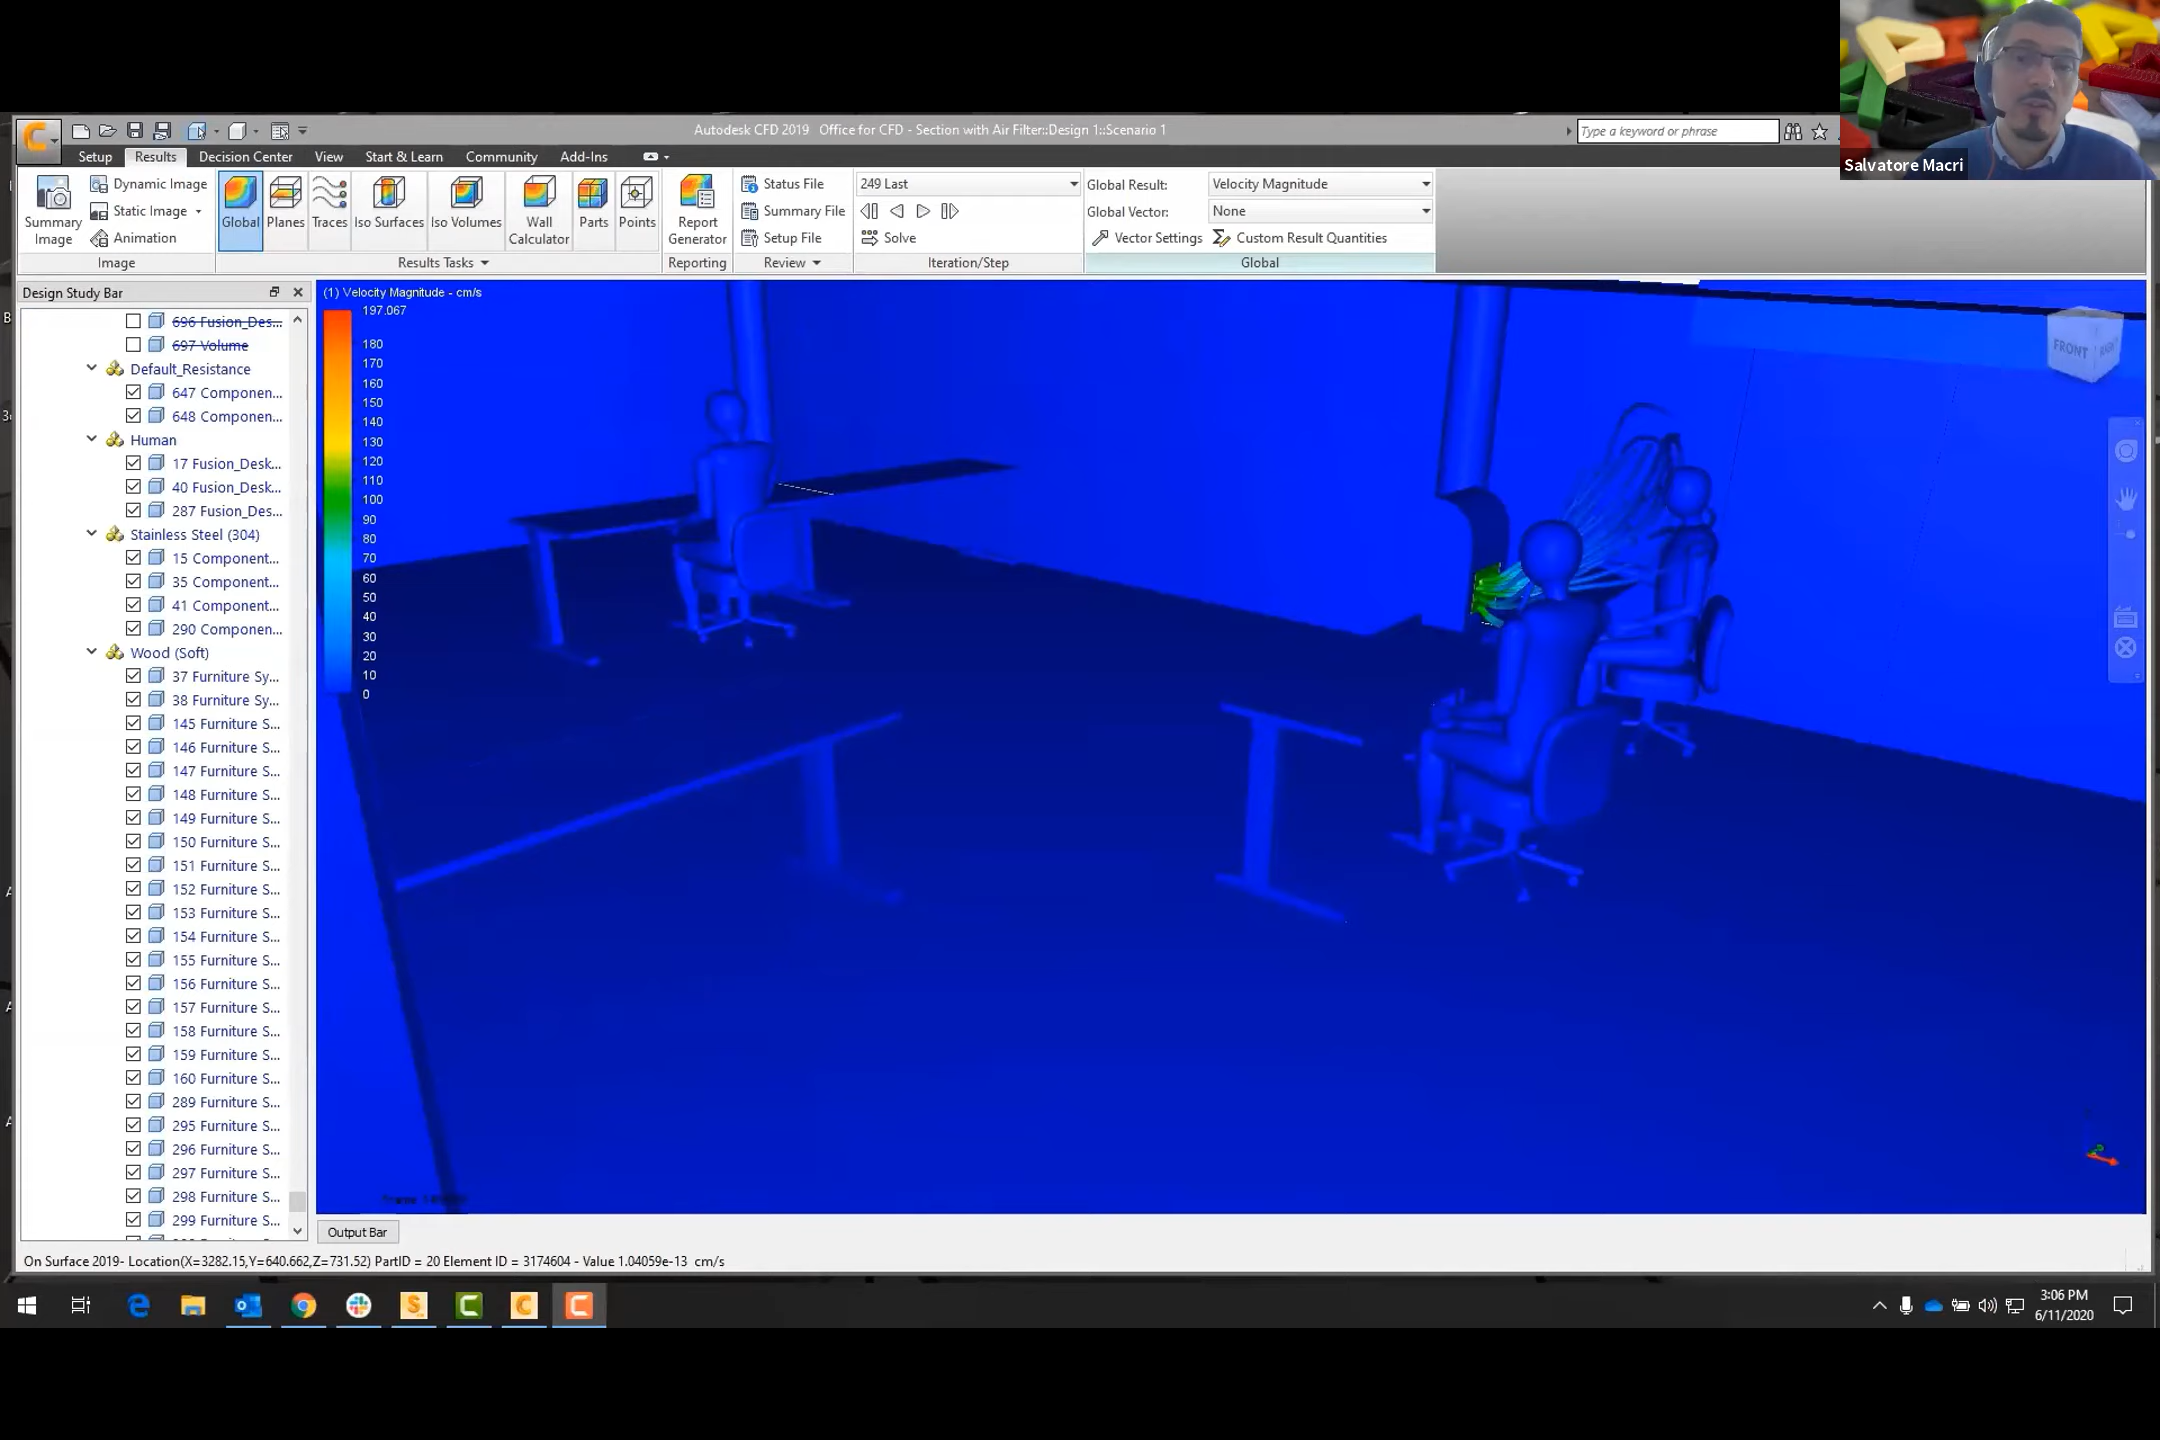 Salvatore Macri
Autodesk CFD 2019 Office for CFD - Section with Air Filter::Design 1::Scenario 1
Type a keyword or phrase
Setup
Results
Decision Center
View
Start & Learn
Community
Add-Ins
Summary Image
Dynamic Image
Static Image
Animation
Image
Global
Planes
Traces
Iso Surfaces
Iso Volumes
Wall Calculator
Parts
Points
Results Tasks
Report Generator
Reporting
Status File
Summary File
Setup File
Review
249 Last
Solve
Iteration/Step
Global Result:
Velocity Magnitude
Global Vector:
None
Vector Settings
Custom Result Quantities
Global
Design Study Bar
696 Fusion_Des...
697 Volume
Default_Resistance
647 Componen...
648 Componen...
Human
17 Fusion_Desk...
40 Fusion_Desk...
287 Fusion_Des...
Stainless Steel (304)
15 Component...
35 Component...
41 Component...
290 Componen...
Wood (Soft)
37 Furniture Sy...
38 Furniture Sy...
145 Furniture S...
146 Furniture S...
147 Furniture S...
148 Furniture S...
149 Furniture S...
150 Furniture S...
151 Furniture S...
152 Furniture S...
153 Furniture S...
154 Furniture S...
155 Furniture S...
156 Furniture S...
157 Furniture S...
158 Furniture S...
159 Furniture S...
160 Furniture S...
289 Furniture S...
295 Furniture S...
296 Furniture S...
297 Furniture S...
298 Furniture S...
299 Furniture S...
(1) Velocity Magnitude - cm/s
197.067
180
170
160
150
140
130
120
110
100
90
80
70
60
50
40
30
20
10
0
FRONT
Output Bar
On Surface 2019- Location(X=3282.15,Y=640.662,Z=731.52) PartID = 20 Element ID = 3174604 - Value 1.04059e-13 cm/s
3:06 PM
6/11/2020